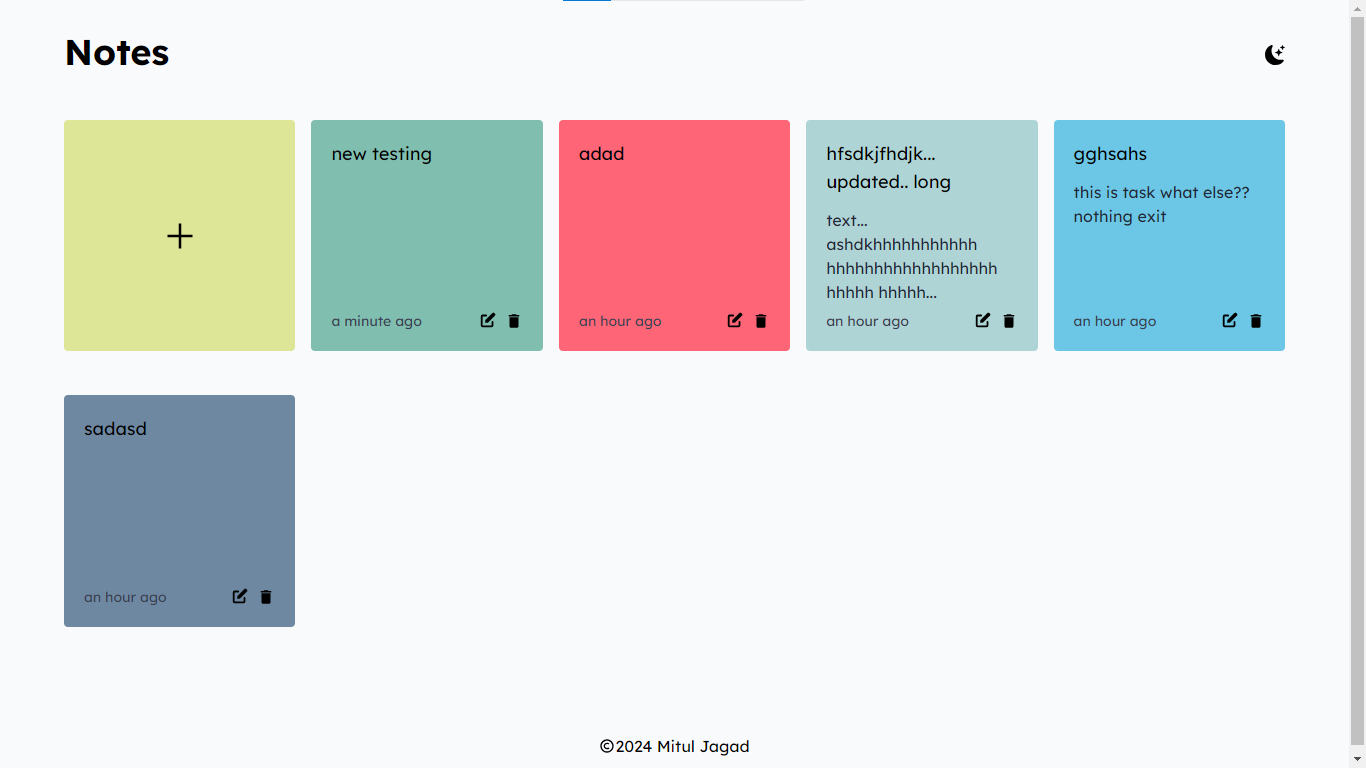 Notes
new testing
a minute ago
adad
an hour ago
hfsdkjfhdjk...
updated.. long
text...
ashdkhhhhhhhhhhh
hhhhhhhhhhhhhhhhhh
hhhhh hhhhh...
an hour ago
gghsahs
this is task what else??
nothing exit
an hour ago
sadasd
an hour ago
©2024 Mitul Jagad